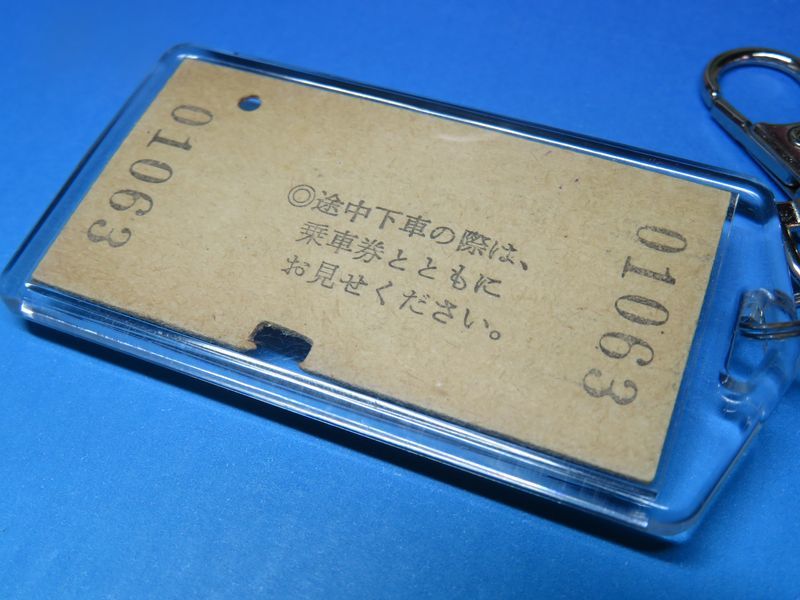 01063
◎途中下車の際は、
乗車券とともに
お見せください。
01063